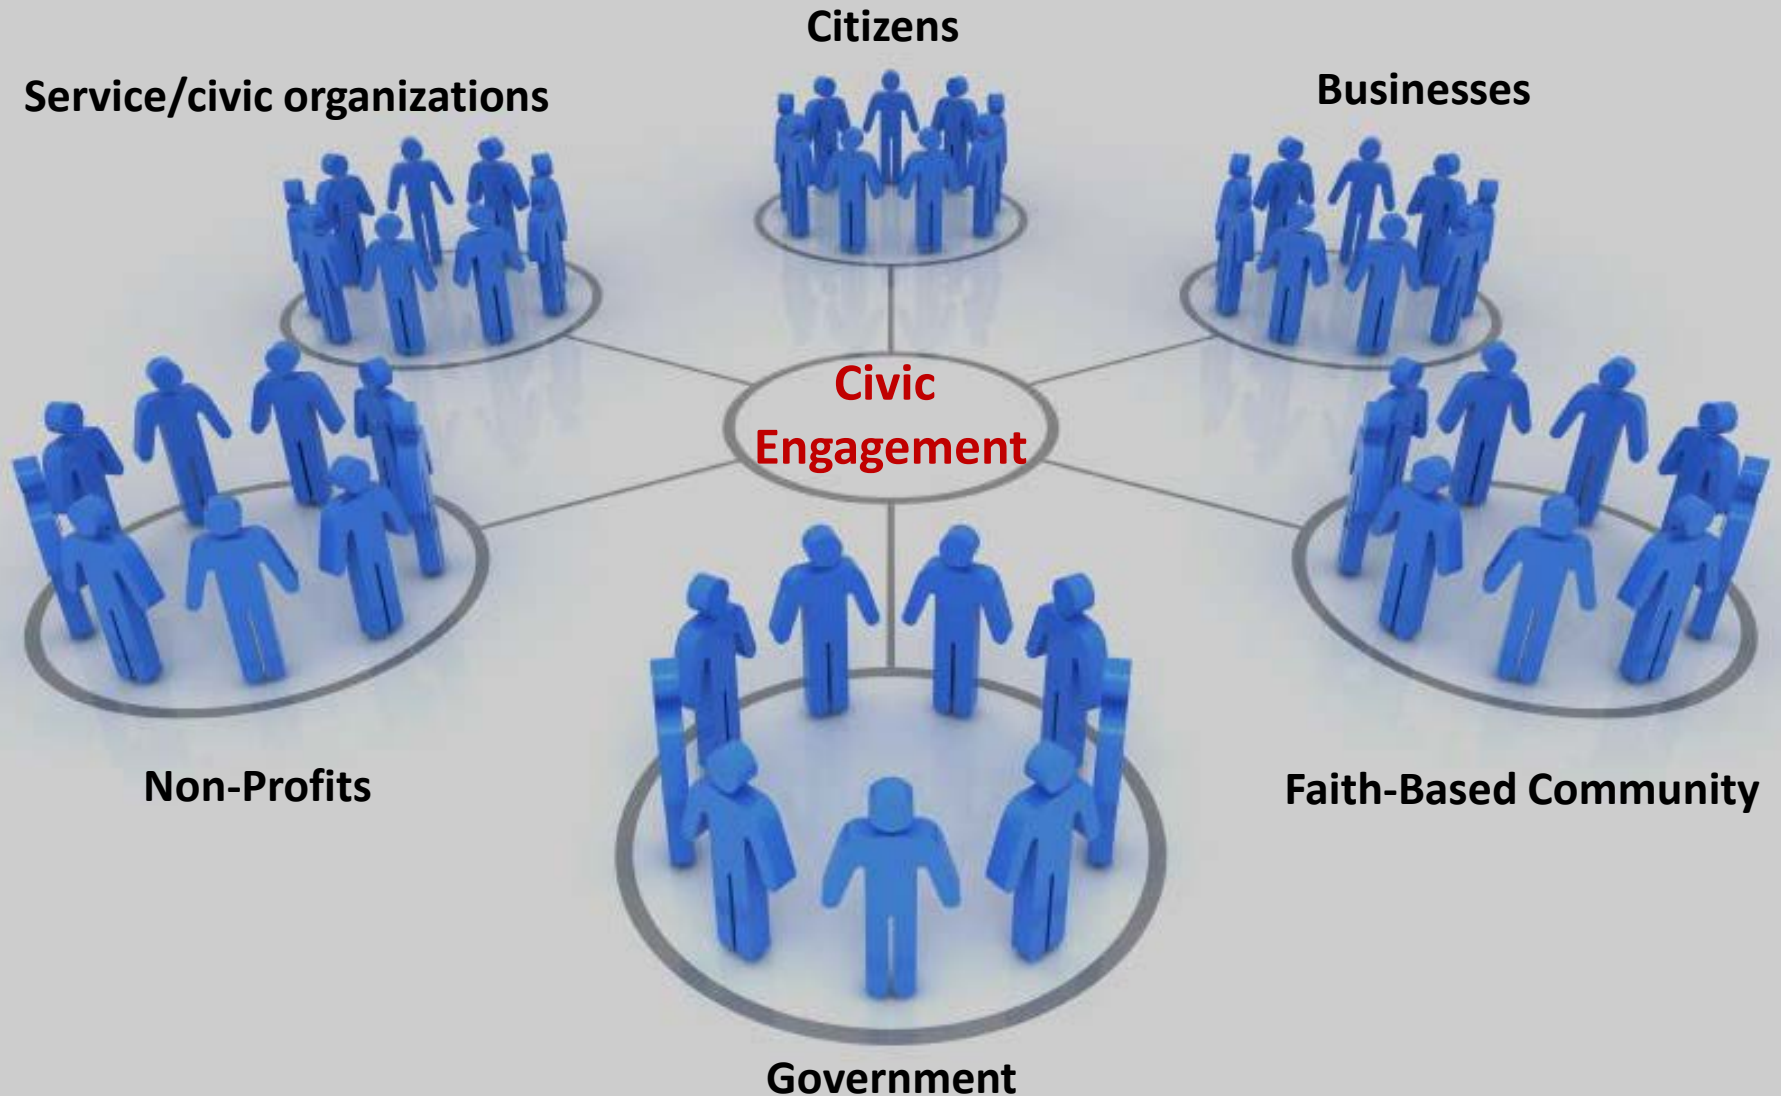 Citizens
Service/civic organizations
Businesses
Civic
Engagement
Non-Profits
Faith-Based Community
Government